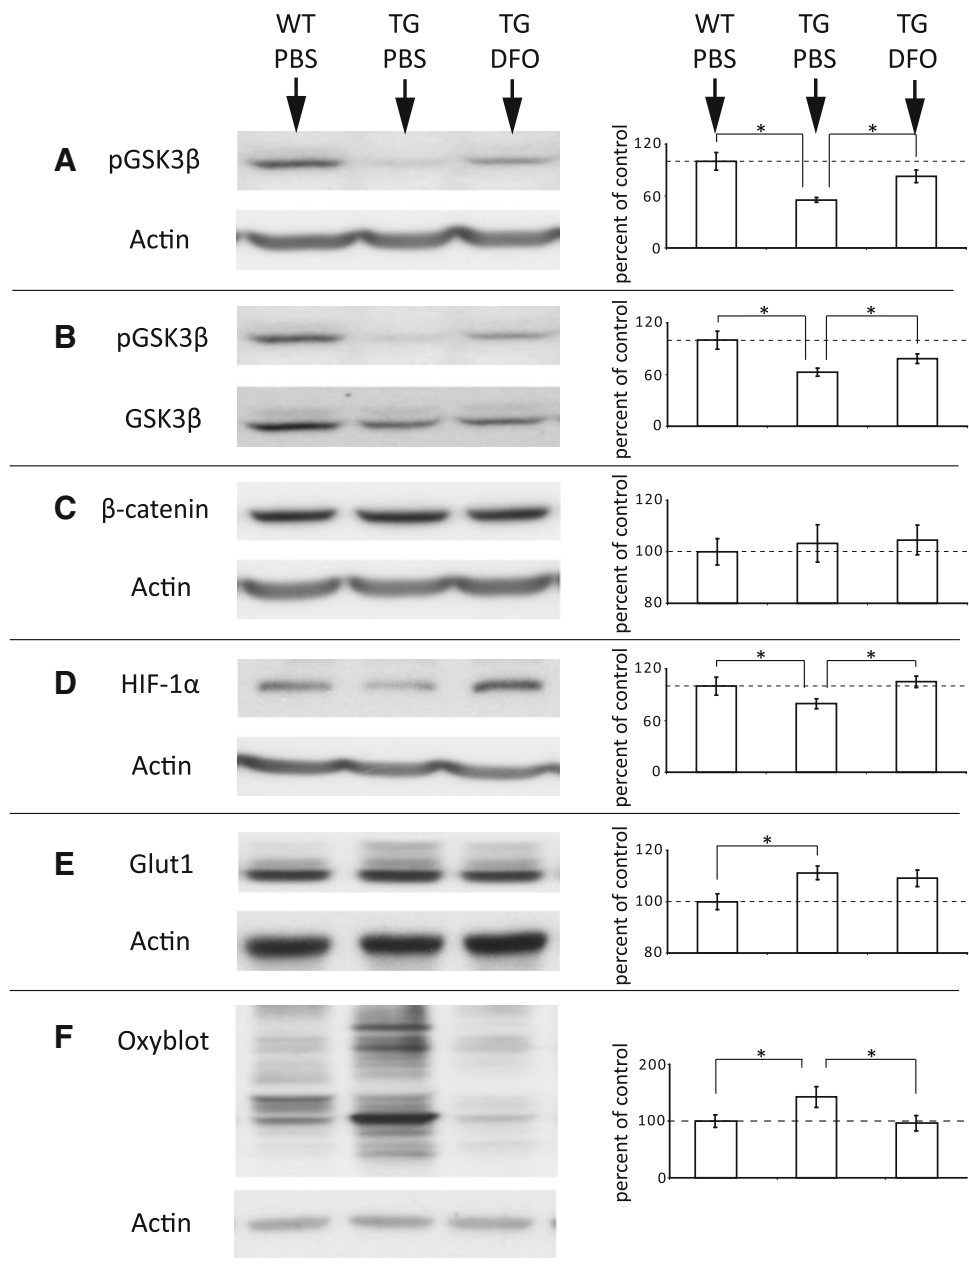 WT TG TG WT TG TG
PBS PBS DFO PBS PBS DFO
A pGSK3β
Actin
percent of control
120
60
0
* *
B pGSK3β
GSK3β
percent of control
120
60
0
* *
C β-catenin
Actin
percent of control
120
100
80
D HIF-1α
Actin
percent of control
120
60
0
* *
E Glut1
Actin
percent of control
120
100
80
*
F Oxyblot
Actin
percent of control
200
100
0
* *